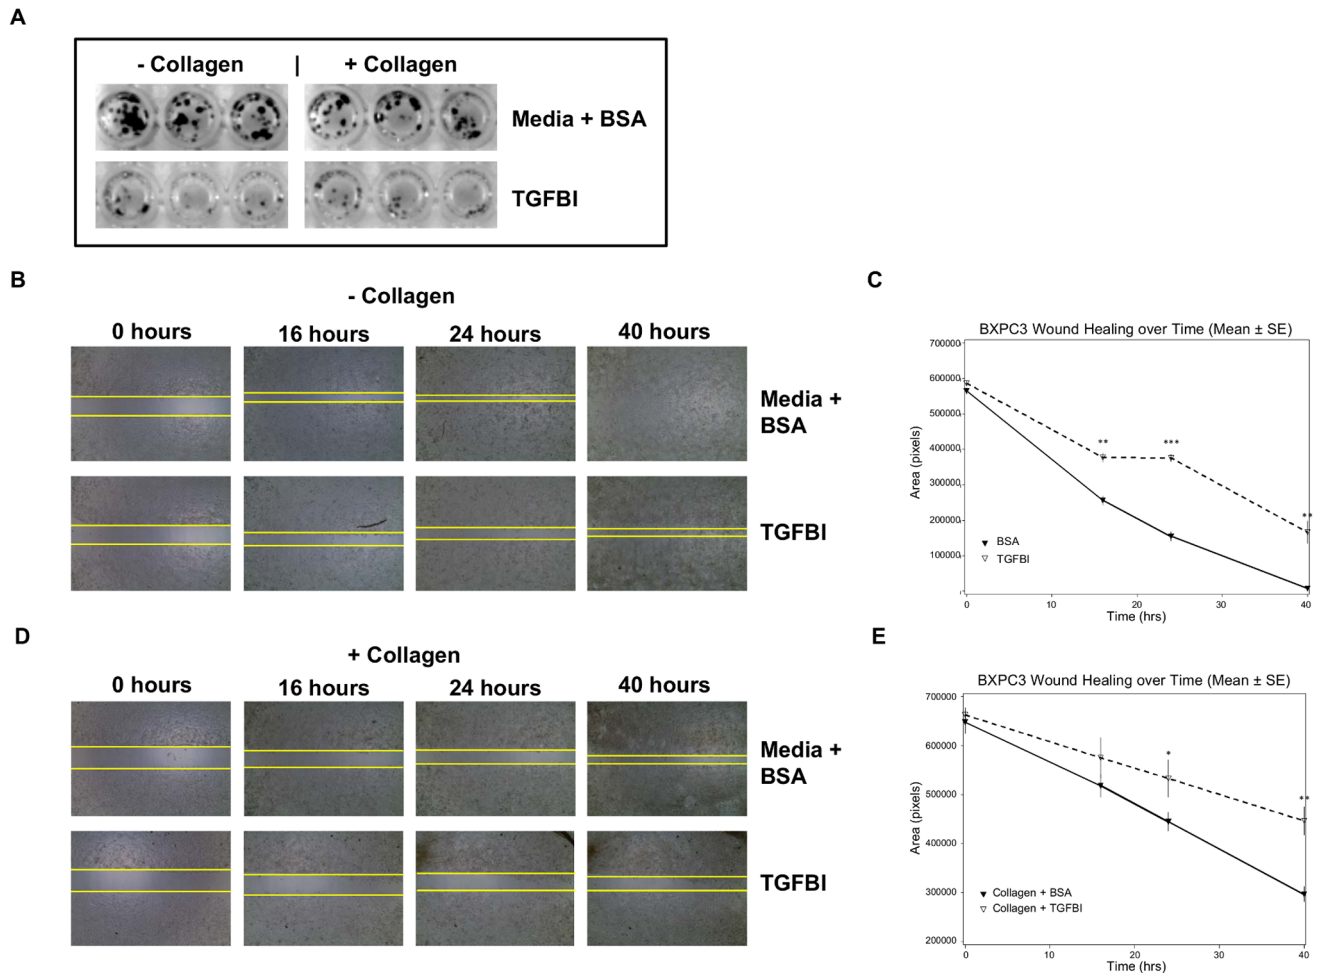 A
- Collagen | + Collagen
Media + BSA
TGFBI
B
- Collagen
0 hours
16 hours
24 hours
40 hours
Media +
BSA
TGFBI
C
BXPC3 Wound Healing over Time (Mean ± SE)
700000
600000
500000
400000
300000
200000
100000
Area (pixels)
**
***
**
BSA
TGFBI
0
10
20
30
40
Time (hrs)
D
+ Collagen
0 hours
16 hours
24 hours
40 hours
Media +
BSA
TGFBI
E
BXPC3 Wound Healing over Time (Mean ± SE)
700000
600000
500000
400000
300000
200000
Area (pixels)
*
**
Collagen + BSA
Collagen + TGFBI
0
10
20
30
40
Time (hrs)